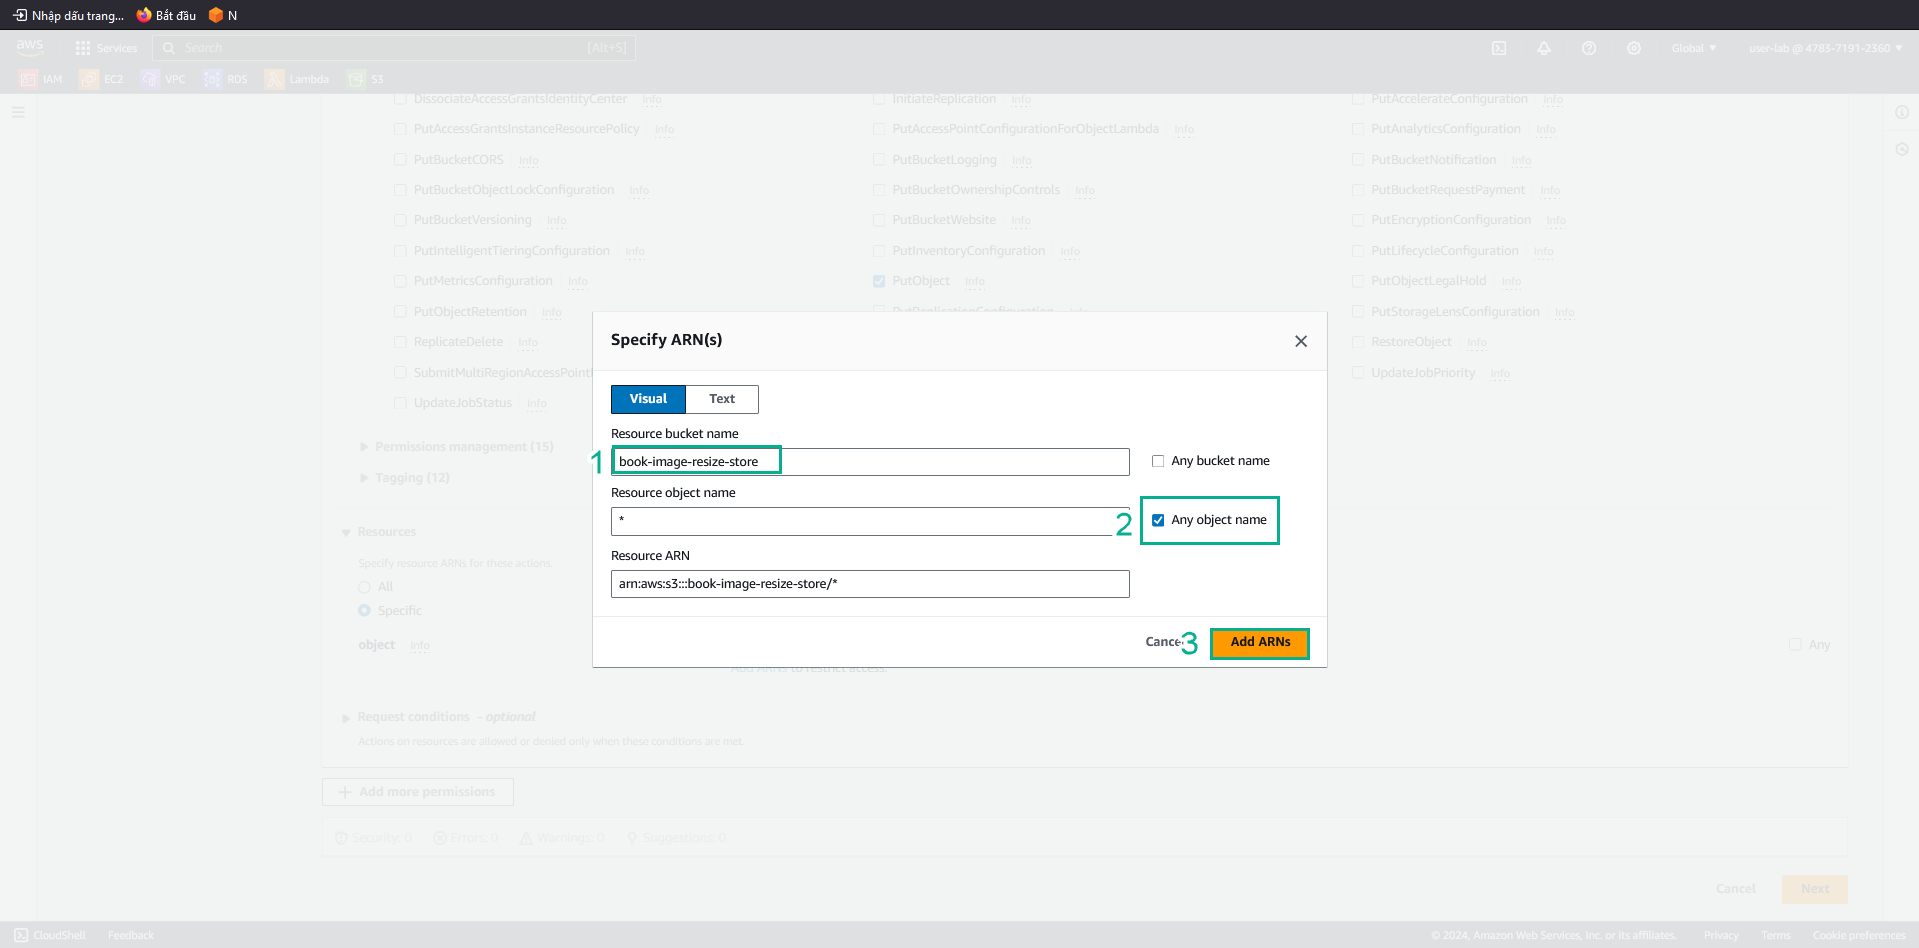 Nhập dấu trang... Bắt đầu N
aws Services Search [Alt+S] Global user-lab @ 4783-7191-2360
IAM EC2 VPC RDS Lambda S3
DissociateAccessGrantsIdentityCenter Info InitiateReplication Info PutAccelerateConfiguration Info
PutAccessGrantsInstanceResourcePolicy Info PutAccessPointConfigurationForObjectLambda Info PutAnalyticsConfiguration Info
PutBucketCORS Info PutBucketLogging Info PutBucketNotification Info
PutBucketObjectLockConfiguration Info PutBucketOwnershipControls Info PutBucketRequestPayment Info
PutBucketVersioning Info PutBucketWebsite Info PutEncryptionConfiguration Info
PutIntelligentTieringConfiguration Info PutInventoryConfiguration Info PutLifecycleConfiguration Info
PutMetricsConfiguration Info PutObject Info PutObjectLegalHold Info
PutObjectRetention Info PutReplicationConfiguration Info PutStorageLensConfiguration Info
ReplicateDelete Info RestoreObject Info
SubmitMultiRegionAccessPoint UpdateJobPriority Info
UpdateJobStatus Info
Permissions management (15)
Tagging (12)
Resources
Specify resource ARNs for these actions.
All
Specific
object Info Any
Specify ARN(s)
Visual Text
Resource bucket name
1 book-image-resize-store Any bucket name
Resource object name
* 2 Any object name
Resource ARN
arn:aws:s3:::book-image-resize-store/*
Cancel 3 Add ARNs
Add ARNs to restrict access.
Request conditions - optional
Actions on resources are allowed or denied only when these conditions are met.
Add more permissions
Security: 0 Errors: 0 Warnings: 0 Suggestions: 0
Cancel Next
CloudShell Feedback © 2024, Amazon Web Services, Inc. or its affiliates. Privacy Terms Cookie preferences